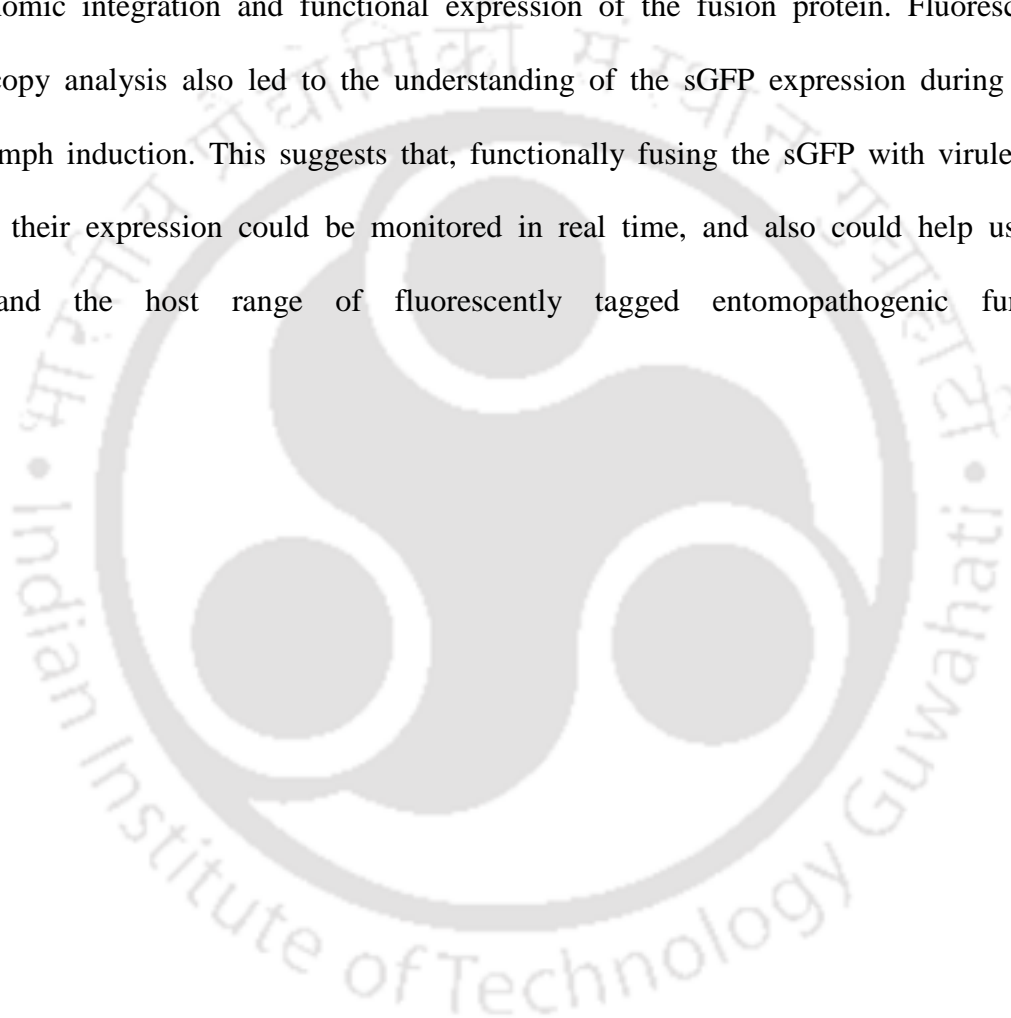 omic integration and functional expression of the fusion protein. Fluoresc
opy analysis also led to the understanding of the sGFP expression during
mph induction. This suggests that, functionally fusing the sGFP with virule
their expression could be monitored in real time, and also could help us
and the host range of fluorescently tagged entomopathogenic fu
Indian Institute of Technology Guwahati